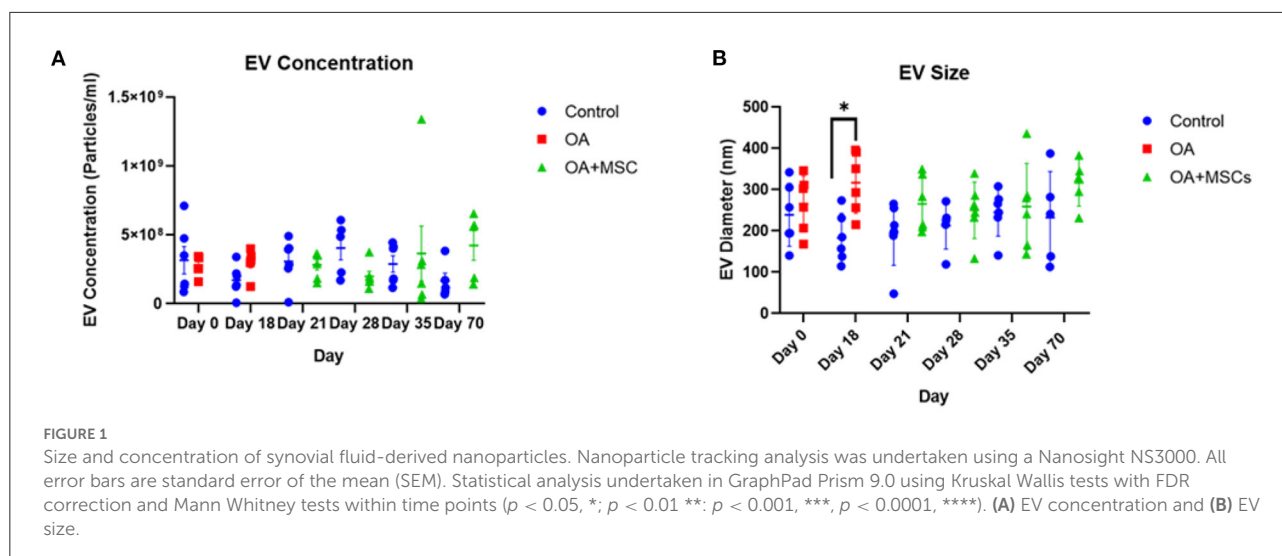 A
EV Concentration
EV Concentration (Particles/ml)
1.5×10⁹
1×10⁹
5×10⁸
0
Day 0 Day 18 Day 21 Day 28 Day 35 Day 70
Day
Control
OA
OA+MSC
B
EV Size
EV Diameter (nm)
500
400
300
200
100
0
*
Day 0 Day 18 Day 21 Day 28 Day 35 Day 70
Day
Control
OA
OA+MSCs
FIGURE 1
Size and concentration of synovial fluid-derived nanoparticles. Nanoparticle tracking analysis was undertaken using a Nanosight NS3000. All
error bars are standard error of the mean (SEM). Statistical analysis undertaken in GraphPad Prism 9.0 using Kruskal Wallis tests with FDR
correction and Mann Whitney tests within time points (p < 0.05, *; p < 0.01 **: p < 0.001, ***, p < 0.0001, ****). (A) EV concentration and (B) EV
size.